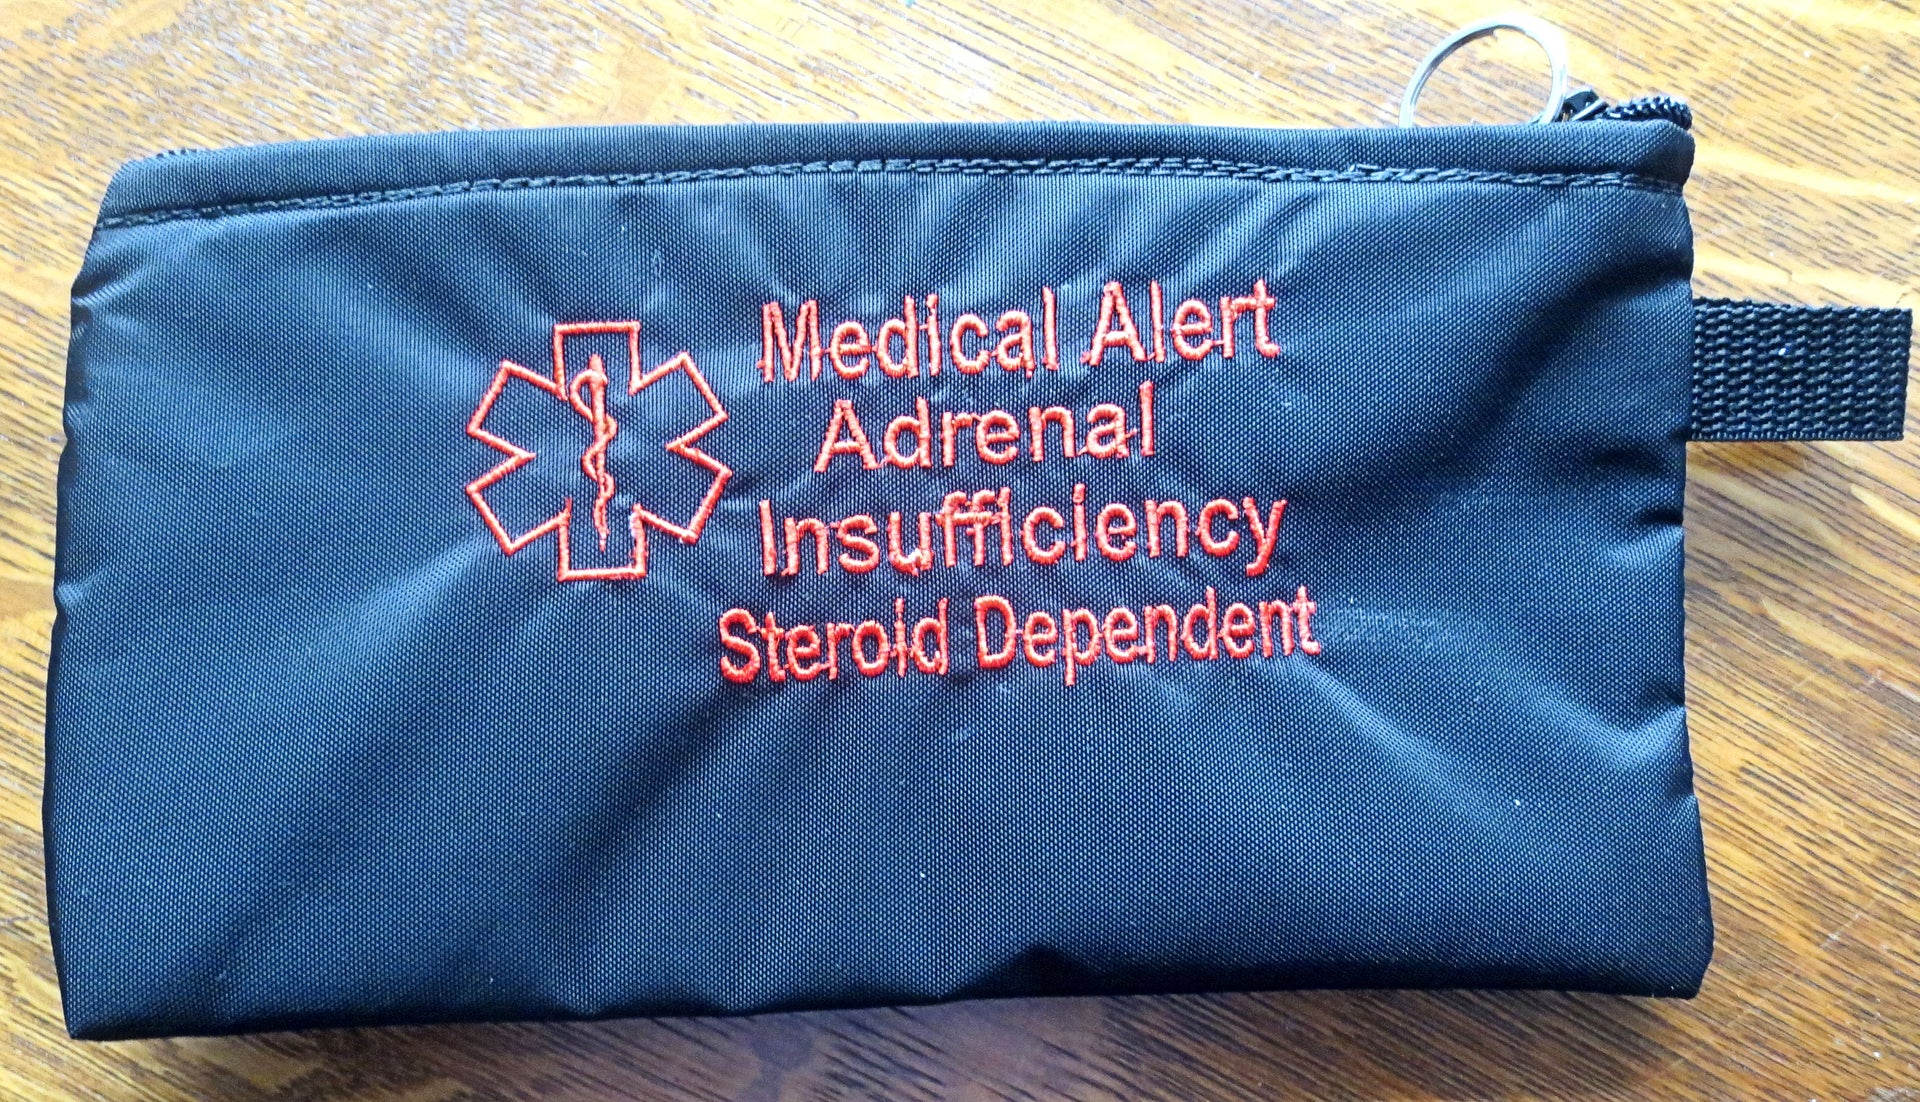 Medical Alert
Adrenal
Insufficiency
Steroid Dependent